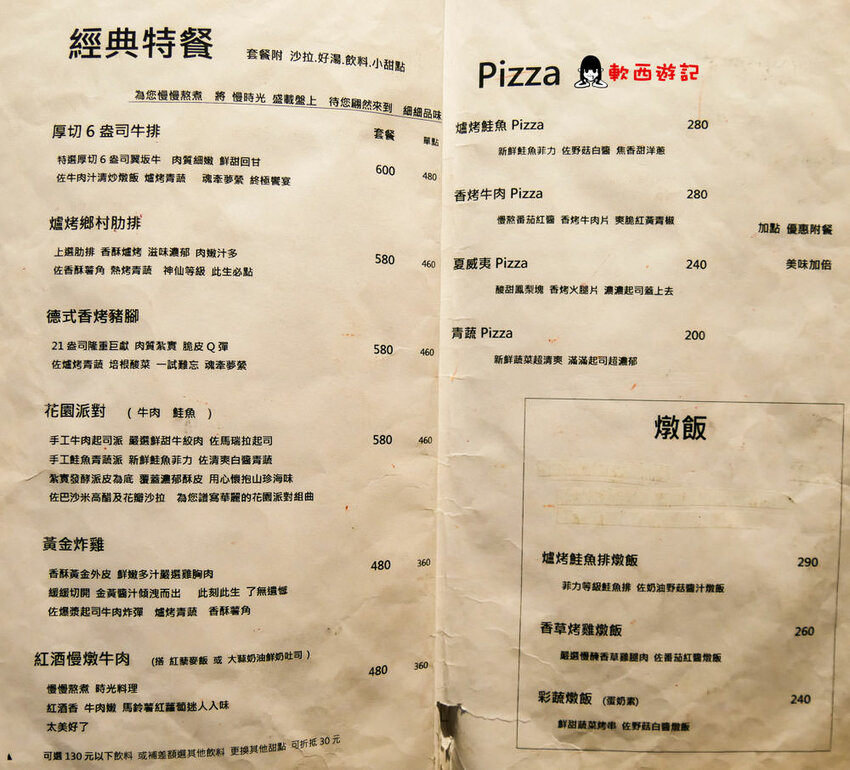 經典特餐 套餐附 沙拉.好湯.飲料.小甜點
為您慢慢熬煮 將 慢時光 盛載盤上 待您翩然來到 細細品味
厚切6盎司牛排 套餐 單點
特選厚切6盎司翼坂牛 肉質細嫩 鮮甜回甘 600 480
佐牛肉汁清炒燉飯 爐烤青蔬 魂牽夢縈 終極饗宴
爐烤鄉村肋排
上選肋排 香酥爐烤 滋味濃郁 肉嫩汁多 580 460
佐香酥薯角 熱烤青蔬 神仙等級 此生必點
德式香烤豬腳
21盎司隆重巨獻 肉質紮實 脆皮Q彈 580 460
佐爐烤青蔬 培根酸菜 一試難忘 魂牽夢縈
花園派對 ( 牛肉 鮭魚 )
手工牛肉起司派 嚴選鮮甜牛絞肉 佐馬瑞拉起司 580 460
手工鮭魚青蔬派 新鮮鮭魚菲力 佐清爽白醬青蔬
紮實發酵派皮為底 覆蓋濃郁酥皮 用心懷抱山珍海味
佐巴沙米高醋及花瓣沙拉 為您譜寫華麗的花園派對組曲
黃金炸雞
香酥黃金外皮 鮮嫩多汁嚴選雞胸肉 480 360
緩緩切開 金黃醬汁傾洩而出 此刻此生 了無遺憾
佐爆漿起司牛肉炸彈 爐烤青蔬 香酥薯角
紅酒慢燉牛肉 (搭 紅藜麥飯 或 大蒜奶油鮮奶吐司) 480 360
慢慢熬煮 時光料理
紅酒香 牛肉嫩 馬鈴薯紅蘿蔔迷人入味
太美好了
可選130元以下飲料 或補差額選其他飲料 更換其他甜點 可折抵30元
Pizza 軟西遊記
爐烤鮭魚 Pizza 280
新鮮鮭魚菲力 佐野菇白醬 焦香甜洋蔥
香烤牛肉 Pizza 280
慢熬番茄紅醬 香烤牛肉片 爽脆紅黃青椒
加點 優惠附餐
夏威夷 Pizza 240 美味加倍
酸甜鳳梨塊 香烤火腿片 濃濃起司蓋上去
青蔬 Pizza 200
新鮮蔬菜超清爽 滿滿起司超濃郁
燉飯
爐烤鮭魚排燉飯 290
菲力等級鮭魚排 佐奶油野菇醬汁燉飯
香草烤雞燉飯 260
嚴選慢醃香草雞腿肉 佐番茄紅醬燉飯
彩蔬燉飯 (蛋奶素) 240
鮮甜蔬菜烤串 佐野菇白醬燉飯